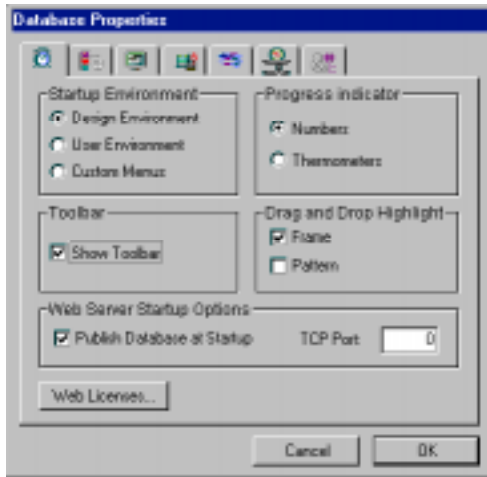 Database Properties
Startup Environment
Design Environment
User Environment
Custom Menus
Progress indicator
Numbers
Thermometers
Toolbar
Show Toolbar
Drag and Drop Highlight
Frame
Pattern
Web Server Startup Options
Publish Database at Startup TCP Port 0
Web Licenses...
Cancel OK